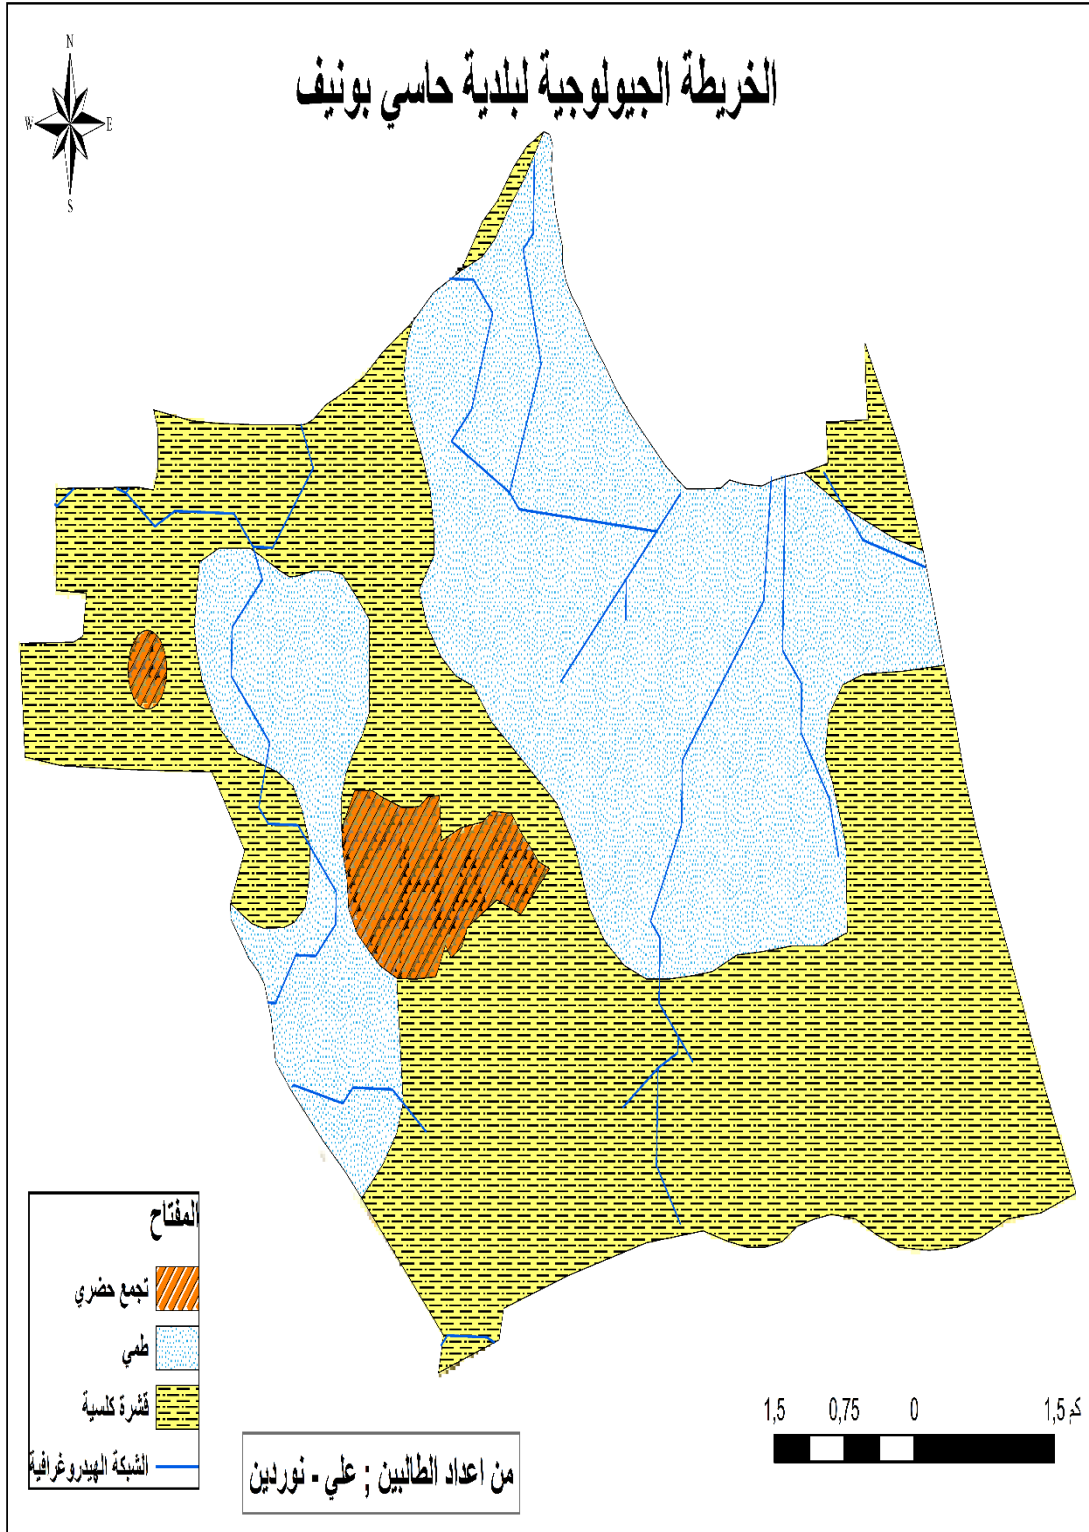 N
الخريطة الجيولوجية لبلدية حاسي بونيف
W E
S
المفتاح
تجمع حضري
طمي
قشرة كلسية
الشبكة الهيدروغرافية
1,5 0,75 0 1,5 كم
من اعداد الطالبين ; علي - نوردين